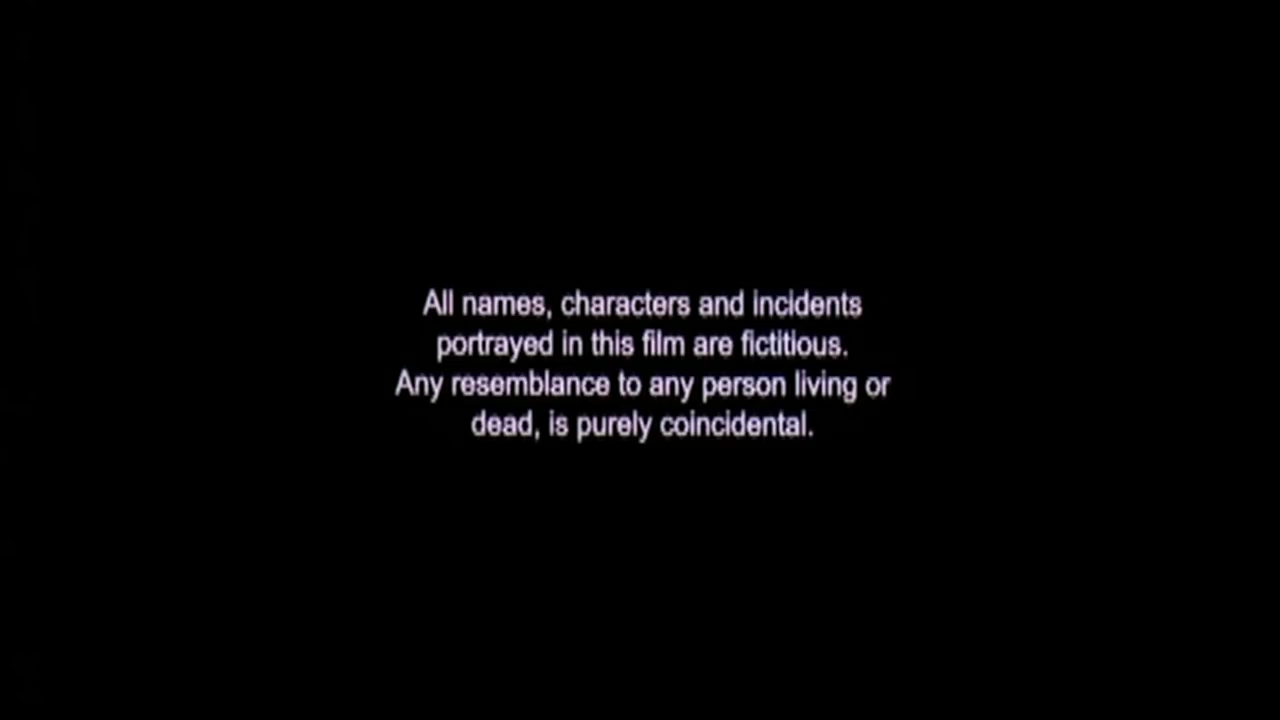 All names, characters and incidents
portrayed in this film are fictitious.
Any resemblance to any person living or
dead, is purely coincidental.